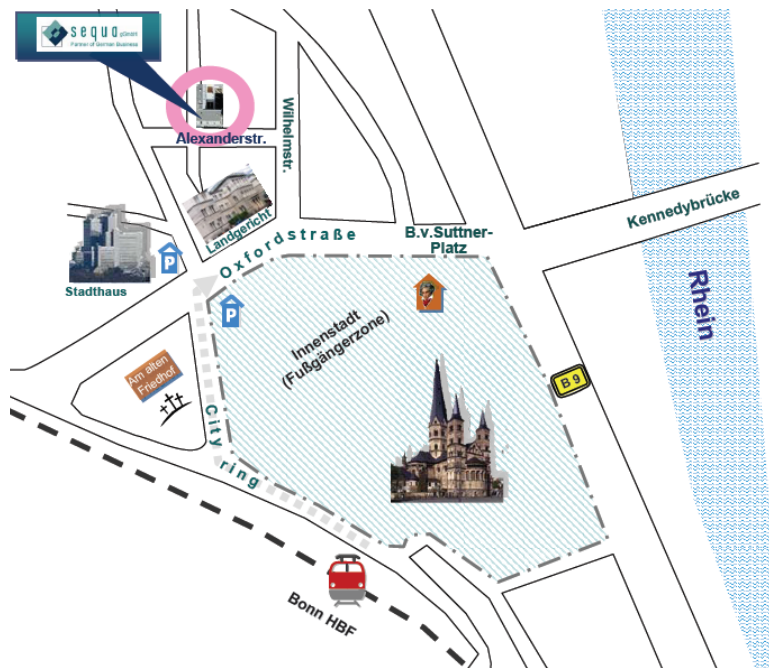 sequa gGmbH
Partner of German Business
Alexanderstr.
Wilhelmstr.
Landgericht
Oxfordstraße
B.v.Suttner-
Platz
Kennedybrücke
Stadthaus
P
P
Innenstadt
(Fußgängerzone)
Rhein
Am alten
Friedhof
B 9
City ring
Bonn HBF